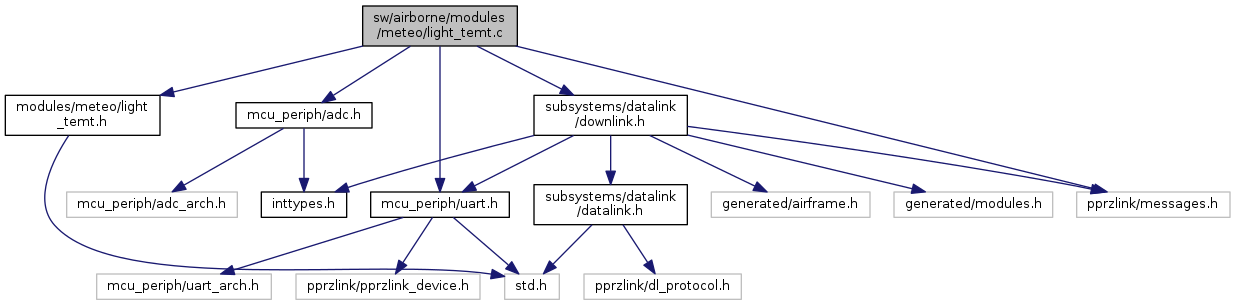 sw/airborne/modules
/meteo/light_temt.c
modules/meteo/light
_temt.h
mcu_periph/adc.h
subsystems/datalink
/downlink.h
mcu_periph/adc_arch.h
inttypes.h
mcu_periph/uart.h
subsystems/datalink
/datalink.h
generated/airframe.h
generated/modules.h
pprzlink/messages.h
mcu_periph/uart_arch.h
pprzlink/pprzlink_device.h
std.h
pprzlink/dl_protocol.h